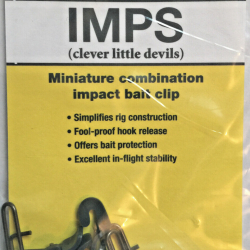 IMPS
(clever little devils)
Miniature combination
impact bait clip
• Simplifies rig construction
• Fool-proof hook release
• Offers bait protection
• Excellent in-flight stability